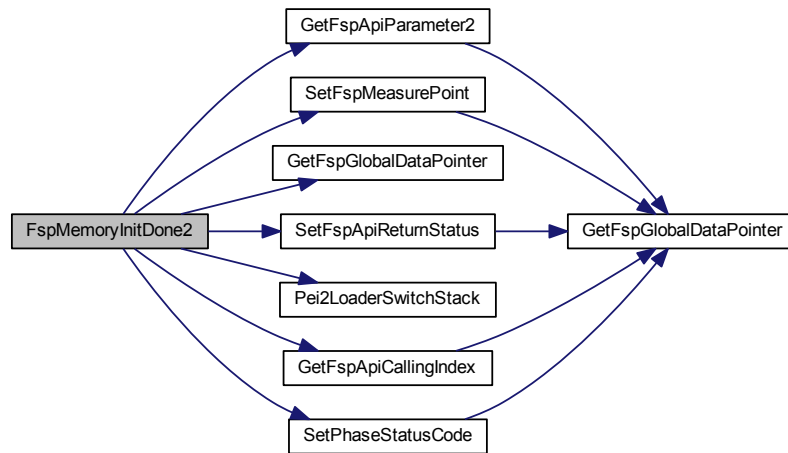 GetFspApiParameter2
SetFspMeasurePoint
GetFspGlobalDataPointer
FspMemoryInitDone2
SetFspApiReturnStatus
GetFspGlobalDataPointer
Pei2LoaderSwitchStack
GetFspApiCallingIndex
SetPhaseStatusCode